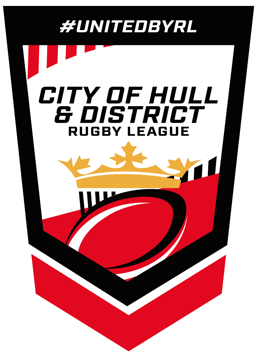 #UNITEDBYRL
CITY OF HULL
& DISTRICT
RUGBY LEAGUE